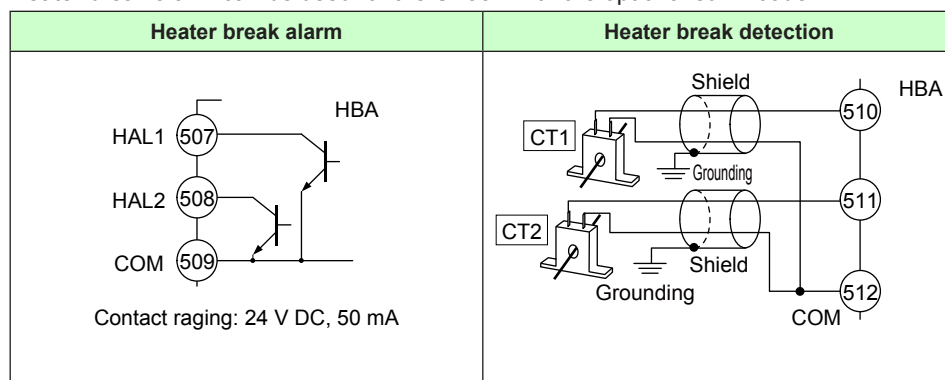 Heater break alarm
Heater break detection
HBA
HAL1
507
HAL2
508
COM
509
Contact raging: 24 V DC, 50 mA
Shield
HBA
510
CT1
Grounding
511
CT2
Shield
Grounding
512
COM